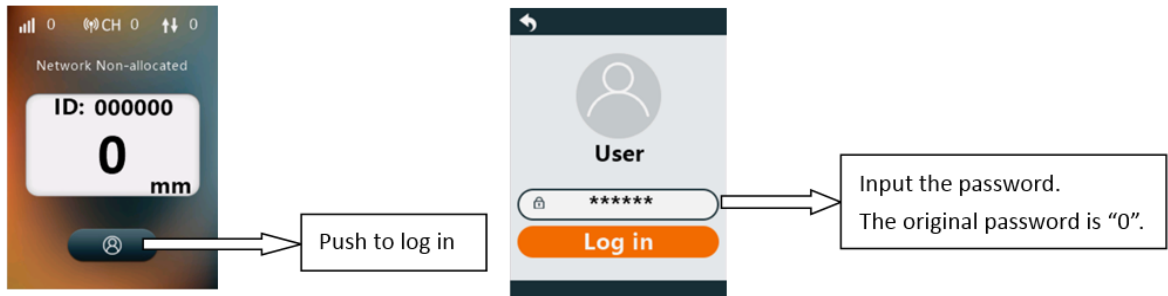 0 CH 0 0
Network Non-allocated
ID: 000000
0
mm
Push to log in
User
******
Log in
Input the password.
The original password is “0”.